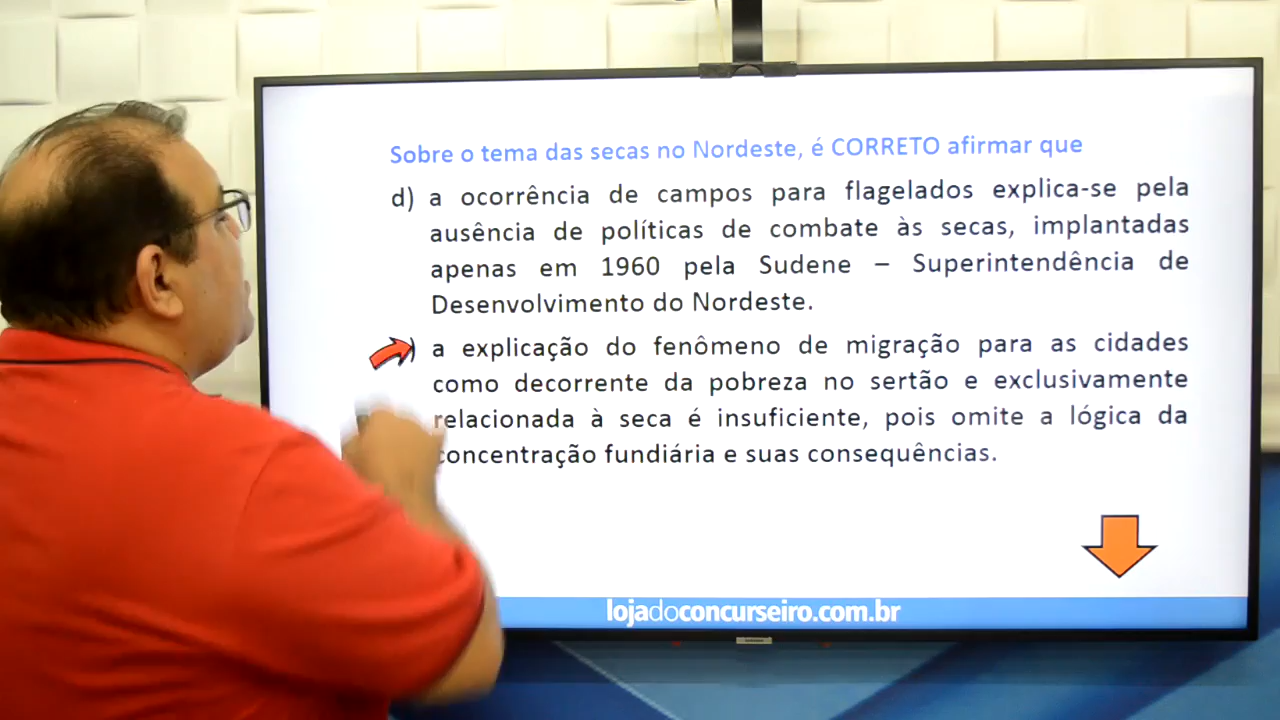 Sobre o tema das secas no Nordeste, é CORRETO afirmar que
d) a ocorrência de campos para flagelados explica-se pela
ausência de políticas de combate às secas, implantadas
apenas em 1960 pela Sudene – Superintendência de
Desenvolvimento do Nordeste.
) a explicação do fenômeno de migração para as cidades
como decorrente da pobreza no sertão e exclusivamente
relacionada à seca é insuficiente, pois omite a lógica da
concentração fundiária e suas consequências.
lojadoconcurseiro.com.br